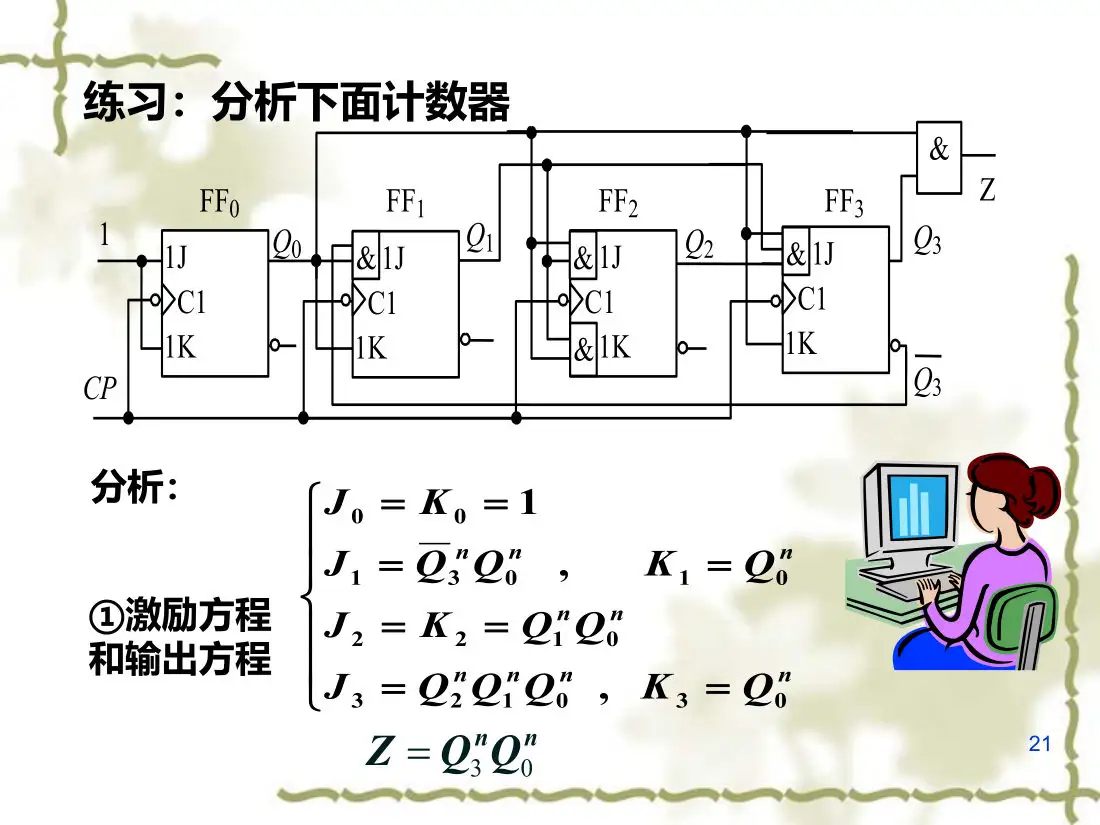 练习：分析下面计数器
&
Z
FF₀
FF₁
FF₂
FF₃
1
1J
Q₀
&
1J
Q₁
&
1J
Q₂
&
1J
Q₃
C1
C1
C1
C1
1K
1K
&
1K
1K
CP
Q̅₃
分析：
①激励方程
和输出方程
J₀ = K₀ = 1
J₁ = Q̅₃ⁿQ₀ⁿ , K₁ = Q₀ⁿ
J₂ = K₂ = Q₁ⁿQ₀ⁿ
J₃ = Q₂ⁿQ₁ⁿQ₀ⁿ , K₃ = Q₀ⁿ
Z = Q₃ⁿQ₀ⁿ
21